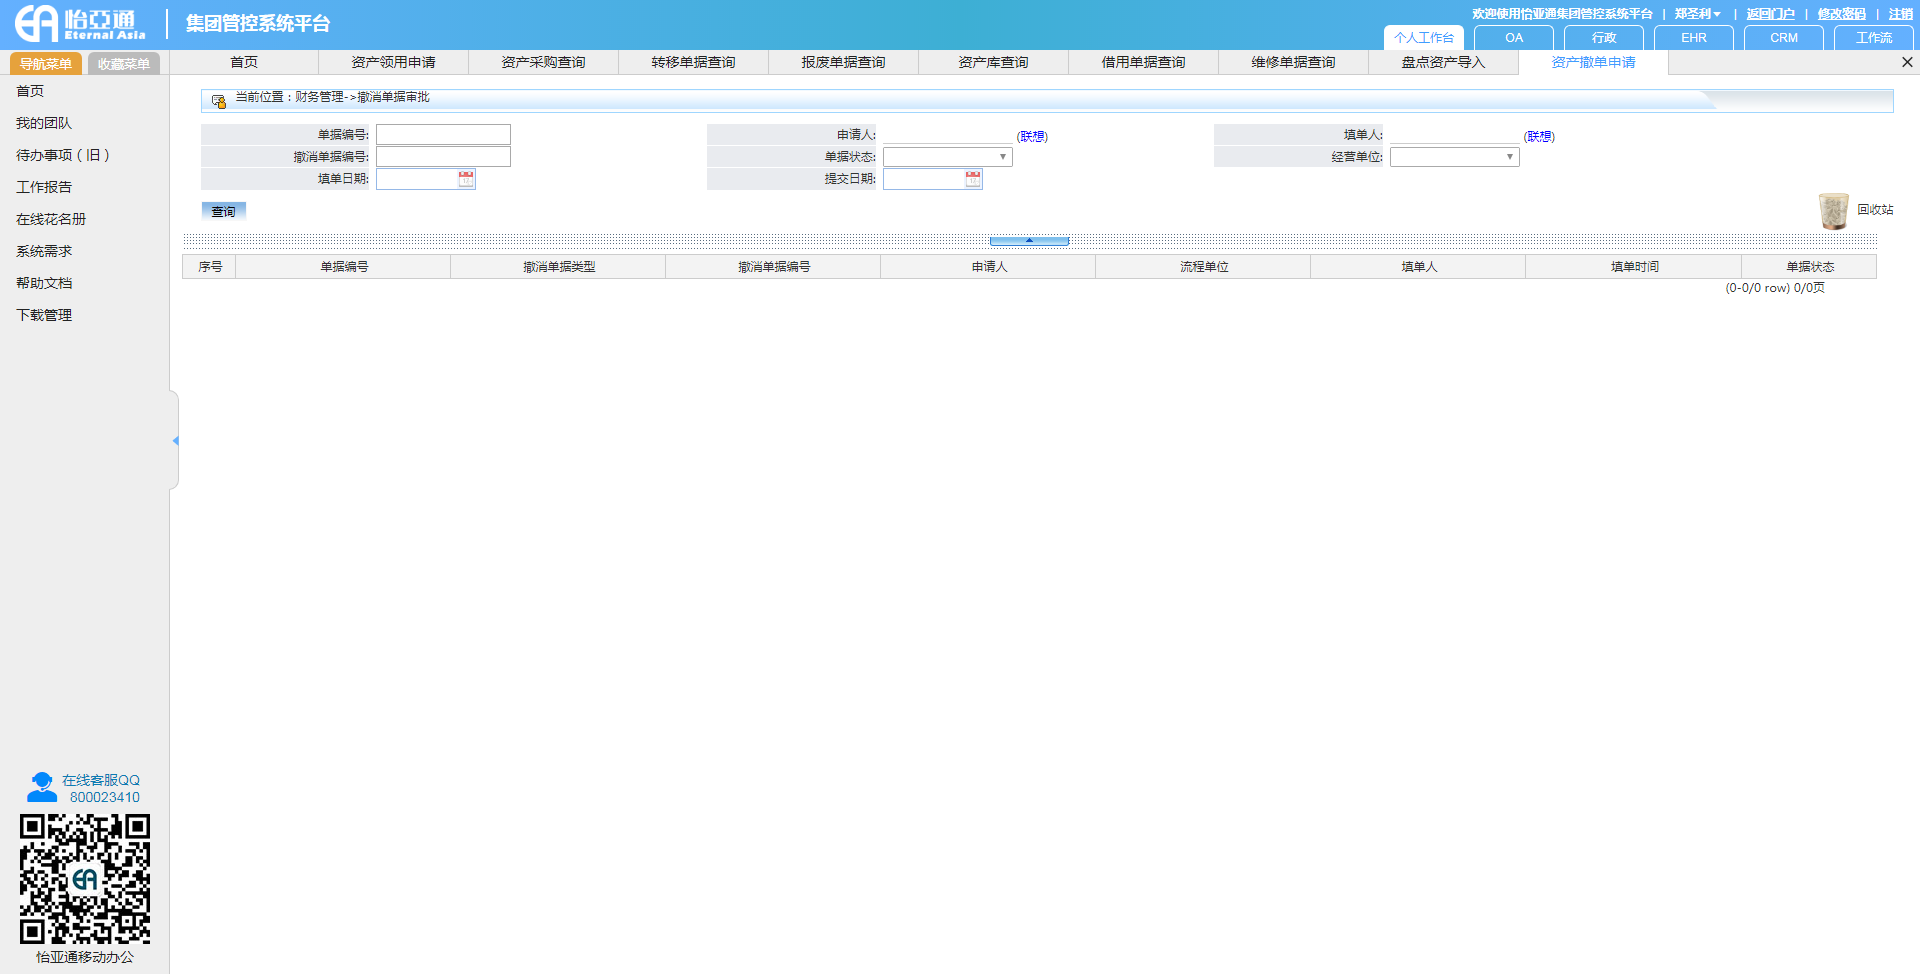 怡亞通
Eternal Asia
集团管控系统平台
欢迎使用怡亚通集团管控系统平台 | 郑圣利 | 返回门户 | 修改密码 | 注销
个人工作台 OA 行政 EHR CRM 工作流
导航菜单 收藏菜单 首页 资产领用申请 资产采购查询 转移单据查询 报废单据查询 资产库查询 借用单据查询 维修单据查询 盘点资产导入 资产撤单申请
首页
我的团队
待办事项（旧）
工作报告
在线花名册
系统需求
帮助文档
下载管理
当前位置：财务管理->撤消单据审批
单据编号: 申请人: (联想) 填单人: (联想)
撤消单据编号: 单据状态: 经营单位:
填单日期: 提交日期:
查询 回收站
序号 单据编号 撤消单据类型 撤消单据编号 申请人 流程单位 填单人 填单时间 单据状态
(0-0/0 row) 0/0页
在线客服QQ
800023410
EA
怡亚通移动办公